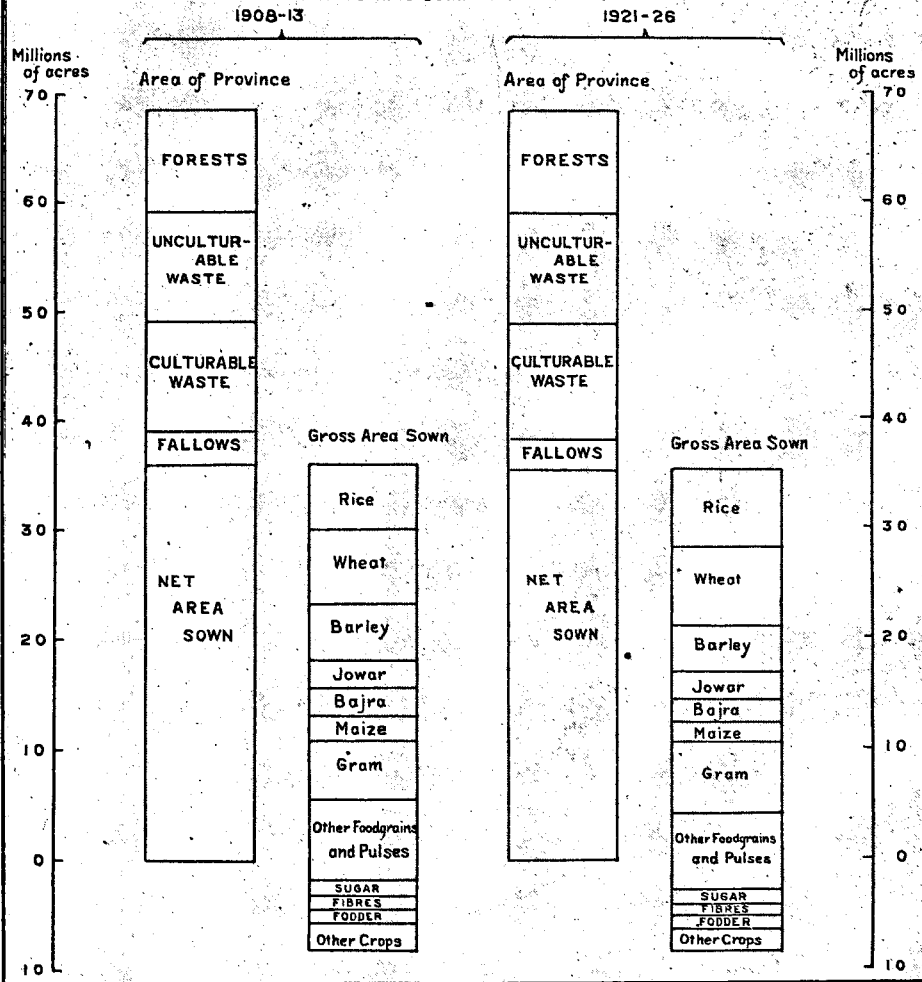 1908-13
1921-26
Millions of acres
Millions of acres
Area of Province
Area of Province
70
60
50
40
30
20
10
0
10
FORESTS
UNCULTUR-
ABLE
WASTE
CULTURABLE
WASTE
FALLOWS
NET
AREA
SOWN
Gross Area Sown
Rice
Wheat
Barley
Jowar
Bajra
Maize
Gram
Other Foodgrains
and Pulses
SUGAR
FIBRES
FODDER
Other Crops
FORESTS
UNCULTUR-
ABLE
WASTE
CULTURABLE
WASTE
FALLOWS
NET
AREA
SOWN
Gross Area Sown
Rice
Wheat
Barley
Jowar
Bajra
Maize
Gram
Other Foodgrains
and Pulses
SUGAR
FIBRES
FODDER
Other Crops
70
60
50
40
30
20
10
0
10